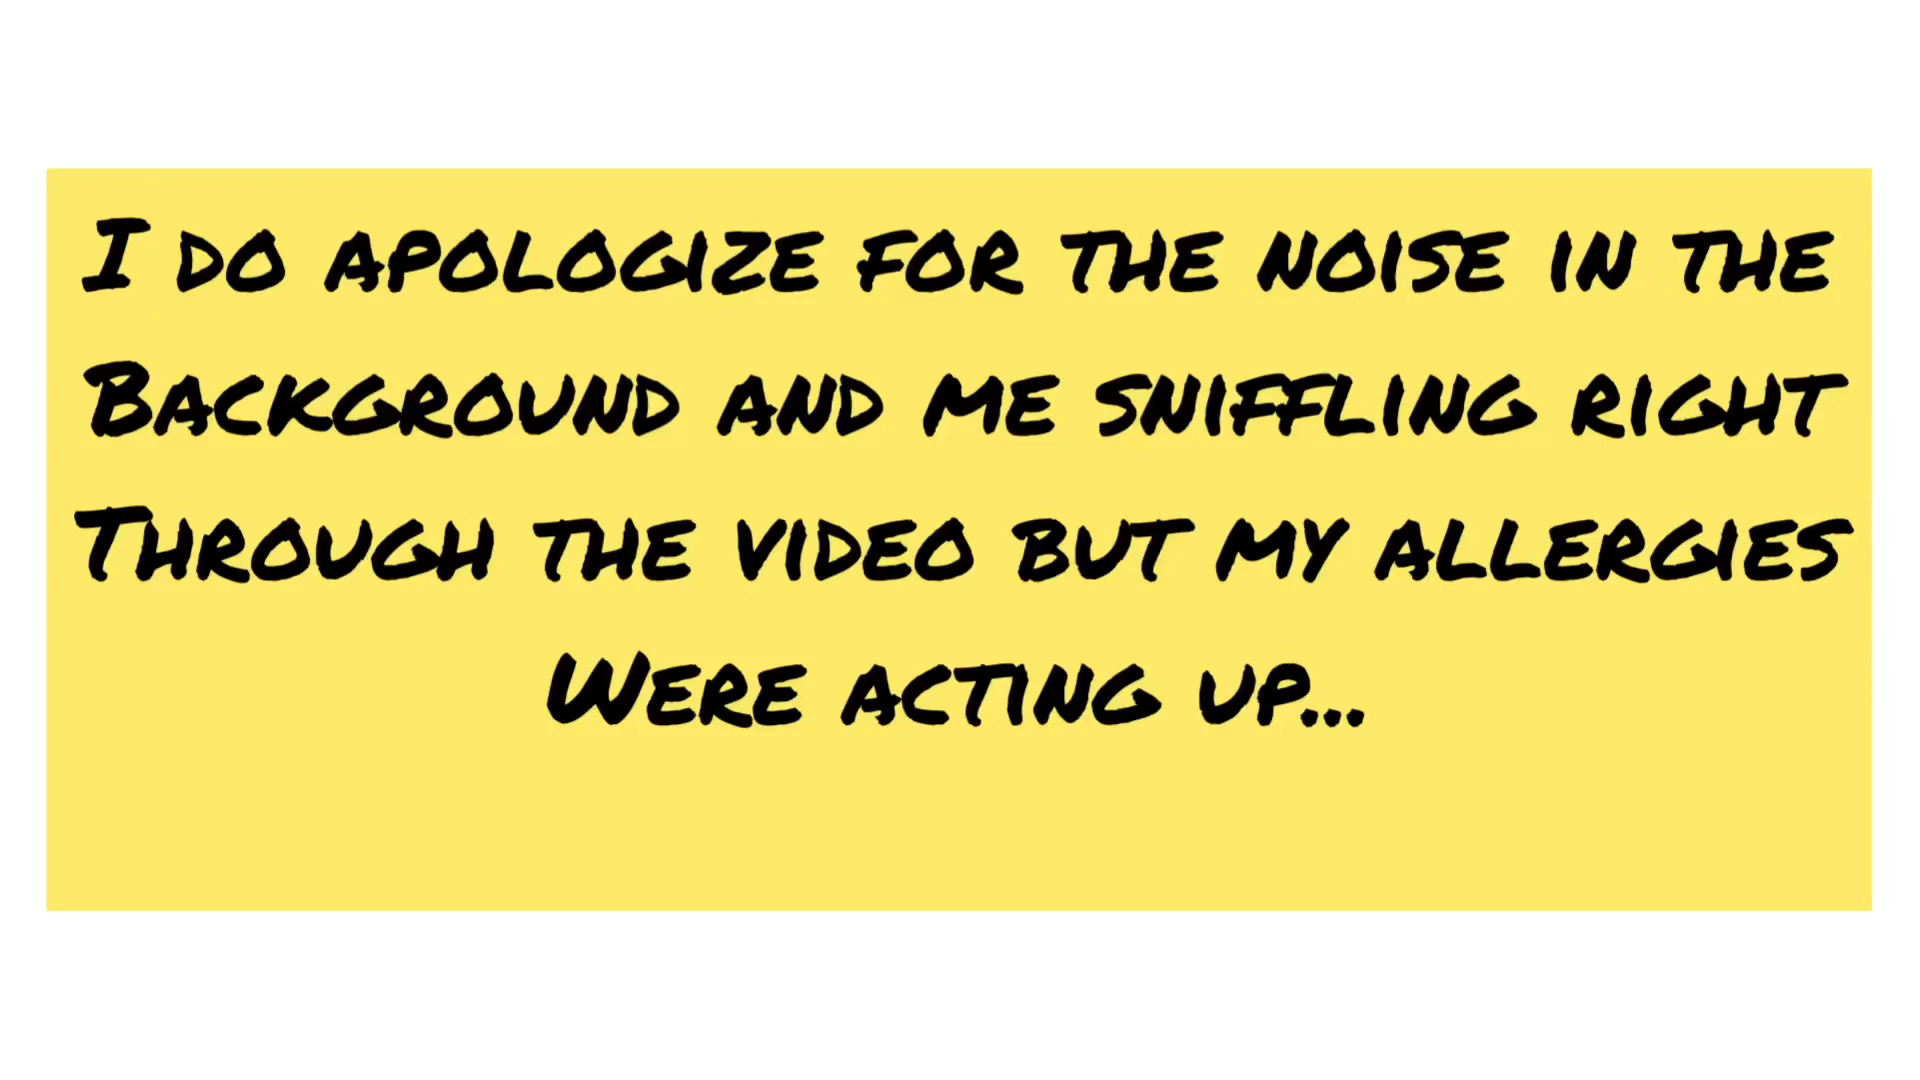 I do apologize for the noise in the
Background and me sniffling right
Through the video but my allergies
Were acting up...